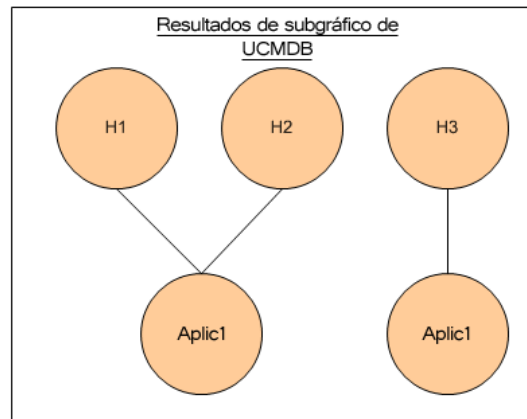 Resultados de subgráfico de
UCMDB
H1
H2
H3
Aplic1
Aplic1